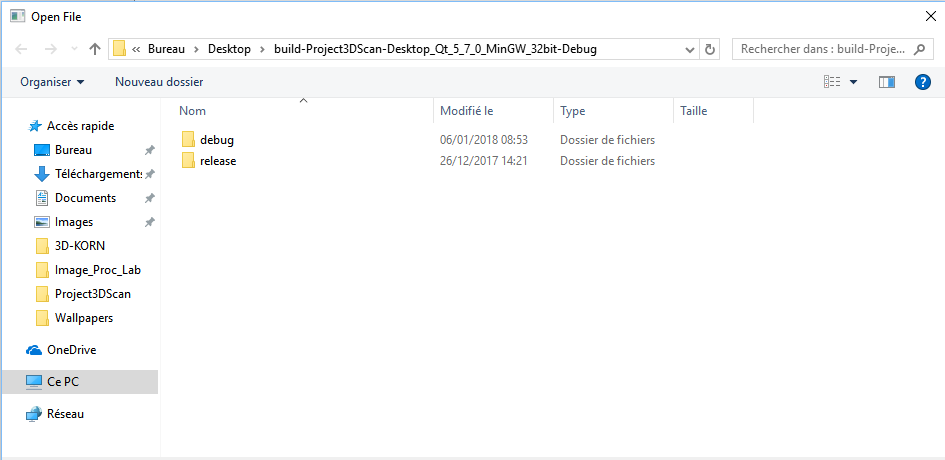 Open File
« Bureau > Desktop > build-Project3DScan-Desktop_Qt_5_7_0_MinGW_32bit-Debug
Rechercher dans : build-Proje...
Organiser Nouveau dossier
Nom Modifié le Type Taille
debug 06/01/2018 08:53 Dossier de fichiers
release 26/12/2017 14:21 Dossier de fichiers
Accès rapide
Bureau
Téléchargements
Documents
Images
3D-KORN
Image_Proc_Lab
Project3DScan
Wallpapers
OneDrive
Ce PC
Réseau